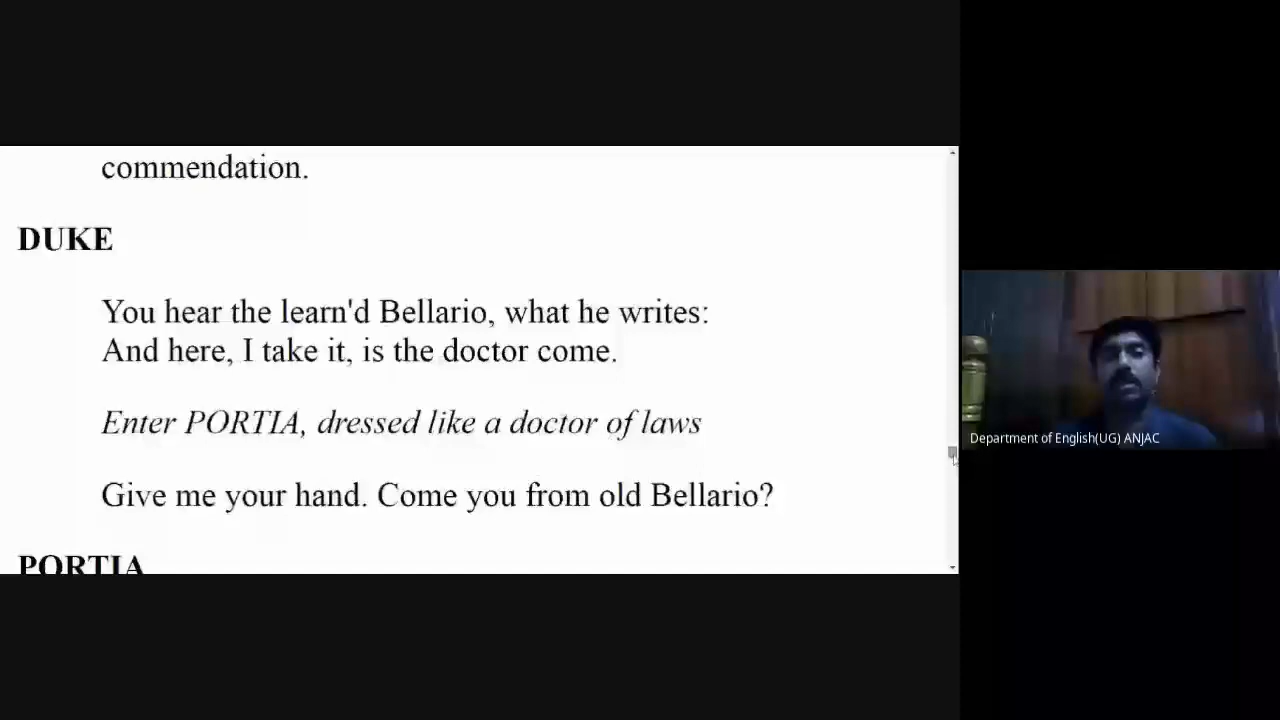 commendation.
DUKE
You hear the learn'd Bellario, what he writes:
And here, I take it, is the doctor come.
Enter PORTIA, dressed like a doctor of laws
Give me your hand. Come you from old Bellario?
PORTIA
Department of English(UG) ANJAC